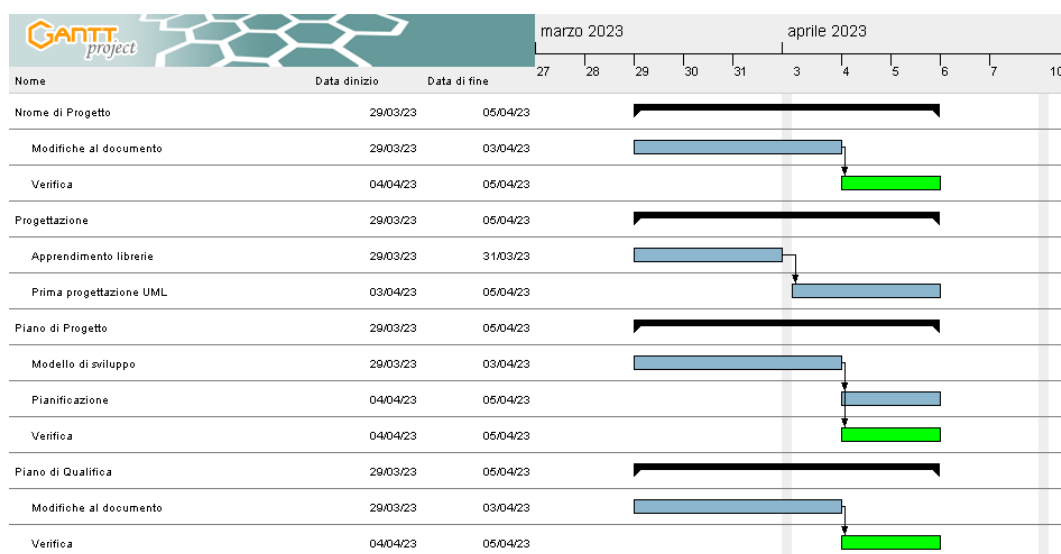 GANTT
project
marzo 2023 aprile 2023
27 28 29 30 31 3 4 5 6 7 10
Nome Data dinizio Data di fine
Nrome di Progetto 29/03/23 05/04/23
Modifiche al documento 29/03/23 03/04/23
Verifica 04/04/23 05/04/23
Progettazione 29/03/23 05/04/23
Apprendimento librerie 29/03/23 31/03/23
Prima progettazione UML 03/04/23 05/04/23
Piano di Progetto 29/03/23 05/04/23
Modello di sviluppo 29/03/23 03/04/23
Pianificazione 04/04/23 05/04/23
Verifica 04/04/23 05/04/23
Piano di Qualifica 29/03/23 05/04/23
Modifiche al documento 29/03/23 03/04/23
Verifica 04/04/23 05/04/23